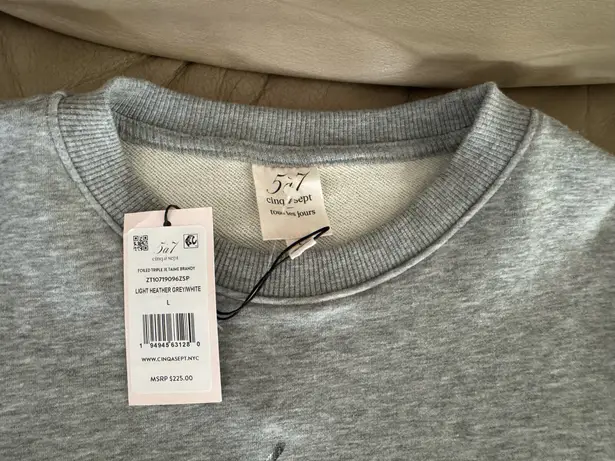 5à7
cinq à sept
tous les jours
5à7
cinq à sept
FOILED TRIPLE JE TAIME BRANDY
ZT10719096ZSP
LIGHT HEATHER GREY/WHITE
L
1 94945 63128 0
WWW.CINQASEPT.NYC
MSRP $225.00